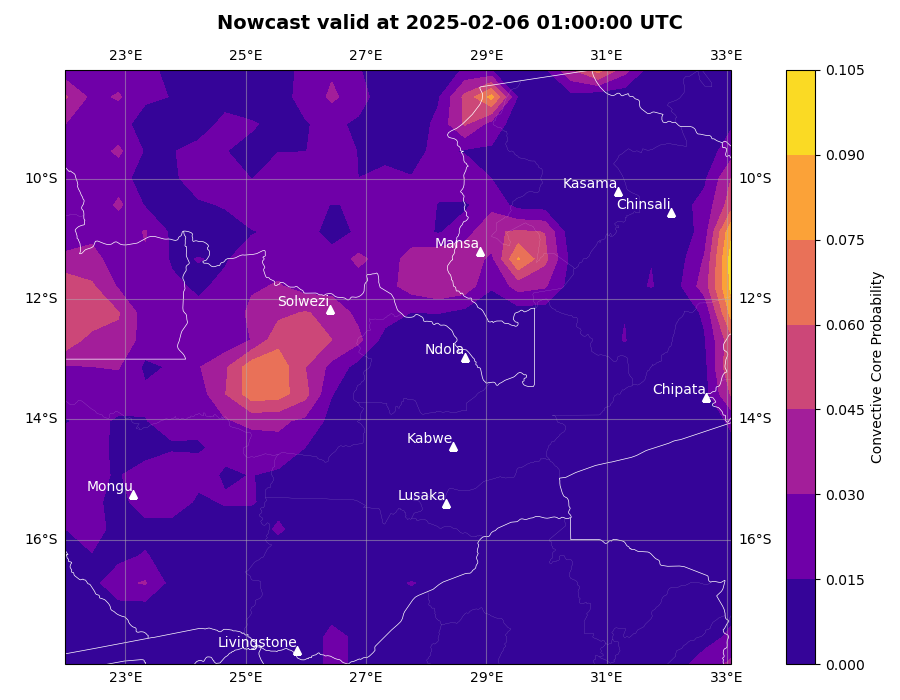 Nowcast valid at 2025-02-06 01:00:00 UTC
23°E 25°E 27°E 29°E 31°E 33°E
0.105
0.090
10°S 10°S
Kasama
Chinsali
0.075
Mansa
12°S 12°S
Solwezi
0.060
Ndola
Chipata
14°S 14°S
0.045
Kabwe
Mongu
Lusaka
0.030
16°S 16°S
0.015
Livingstone
0.000
23°E 25°E 27°E 29°E 31°E 33°E
Convective Core Probability